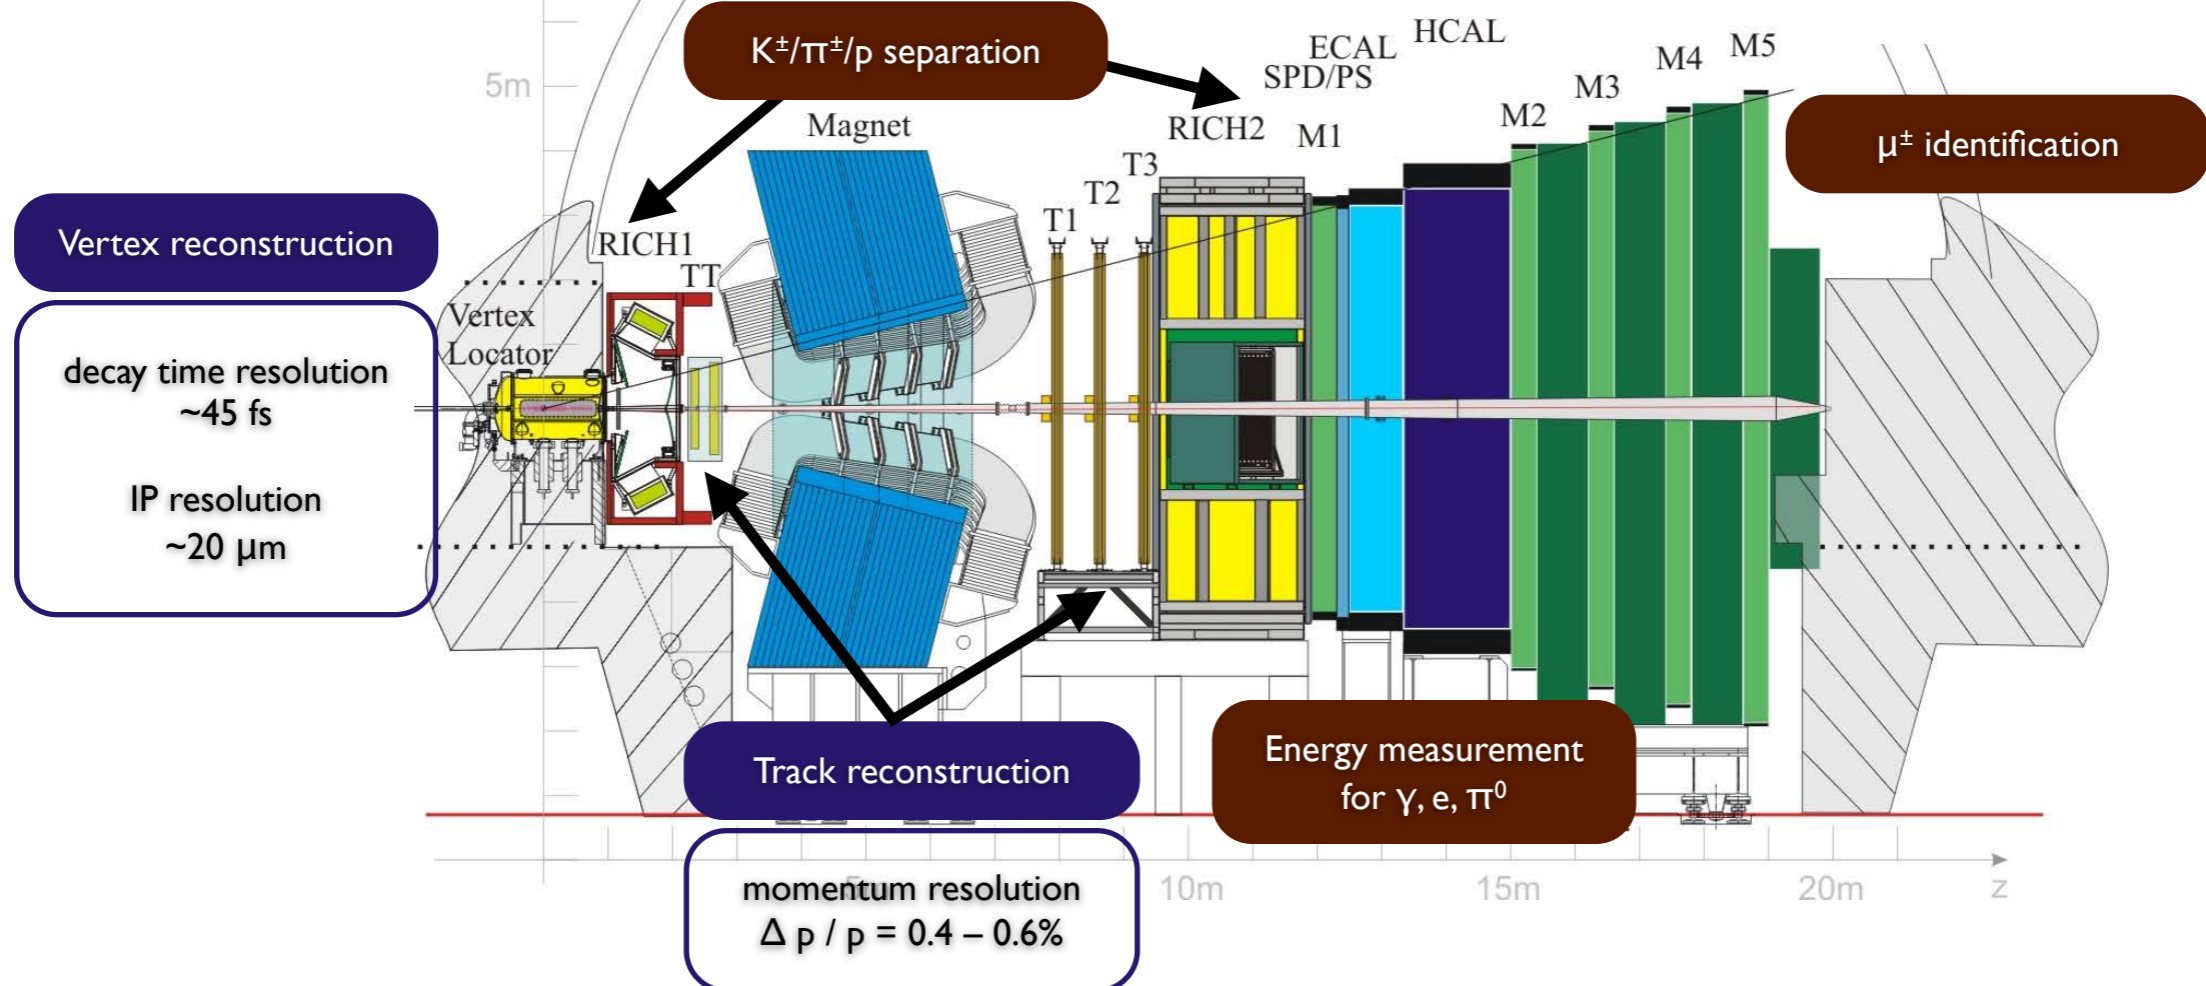 K±/π±/p separation
HCAL
ECAL
SPD/PS
M5
M4
M3
M2
5m
Magnet
RICH2
M1
μ± identification
T3
T2
T1
Vertex reconstruction
RICH1
TT
Vertex
Locator
decay time resolution
~45 fs
IP resolution
~20 μm
Track reconstruction
Energy measurement
for γ, e, π⁰
momentum resolution
Δ p / p = 0.4 – 0.6%
5m
10m
15m
20m
z